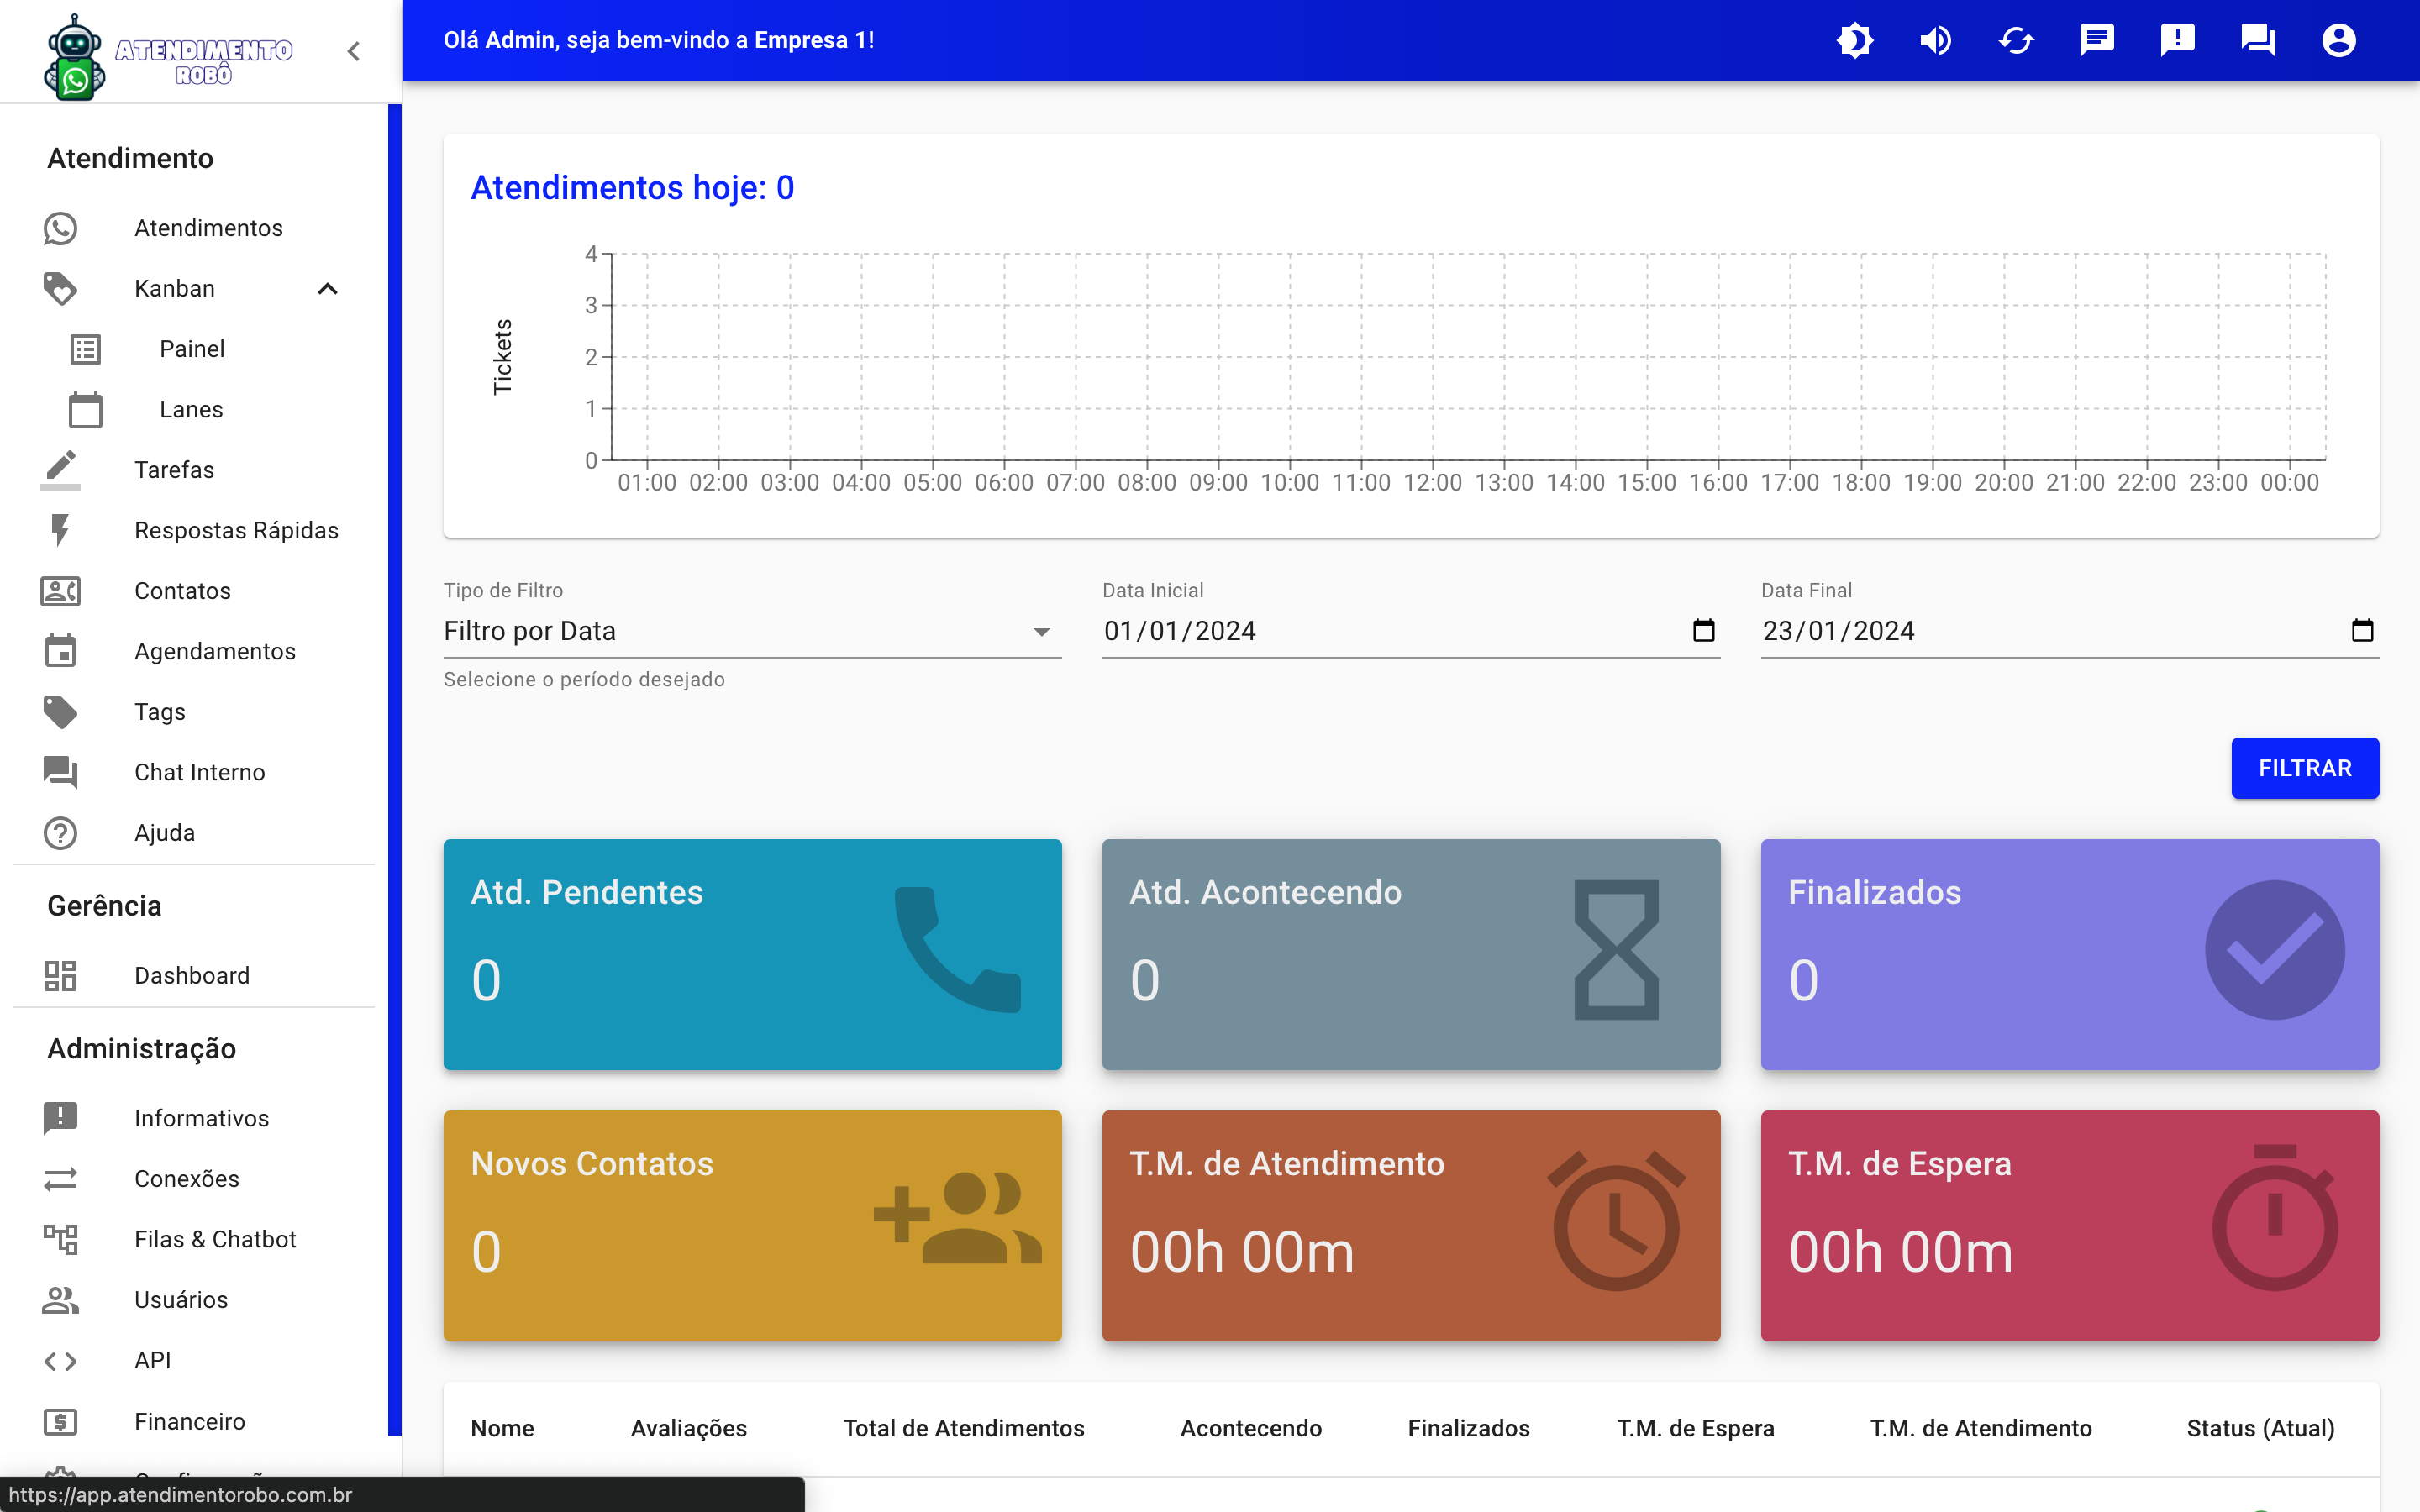 ATENDIMENTO
ROBÔ
Olá Admin, seja bem-vindo a Empresa 1!
Atendimento
Atendimentos
Kanban
Painel
Lanes
Tarefas
Respostas Rápidas
Contatos
Agendamentos
Tags
Chat Interno
Ajuda
Gerência
Dashboard
Administração
Informativos
Conexões
Filas & Chatbot
Usuários
API
Financeiro
https://app.atendimentorobo.com.br
Atendimentos hoje: 0
Tickets
4
3
2
1
0
01:00 02:00 03:00 04:00 05:00 06:00 07:00 08:00 09:00 10:00 11:00 12:00 13:00 14:00 15:00 16:00 17:00 18:00 19:00 20:00 21:00 22:00 23:00 00:00
Tipo de Filtro Data Inicial Data Final
Filtro por Data 01/01/2024 23/01/2024
Selecione o período desejado
FILTRAR
Atd. Pendentes
0
Atd. Acontecendo
0
Finalizados
0
Novos Contatos
0
T.M. de Atendimento
00h 00m
T.M. de Espera
00h 00m
Nome Avaliações Total de Atendimentos Acontecendo Finalizados T.M. de Espera T.M. de Atendimento Status (Atual)